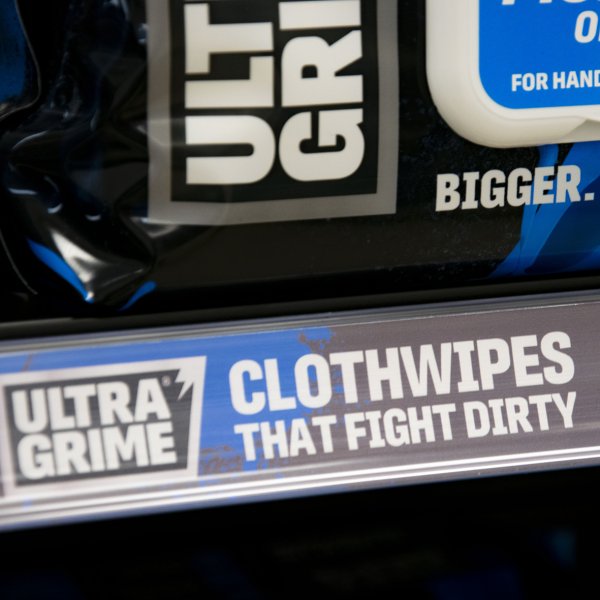 ULT
GRI
FOR HAND
BIGGER.
ULTRA
GRIME
CLOTHWIPES
THAT FIGHT DIRTY